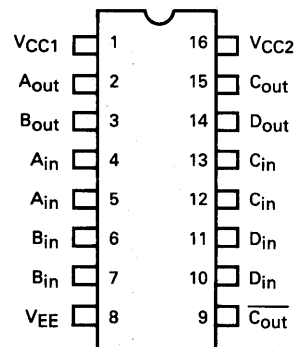 VCC1 1 16 VCC2
Aout 2 15 Cout
Bout 3 14 Dout
Ain 4 13 Cin
Ain 5 12 Cin
Bin 6 11 Din
Bin 7 10 Din
VEE 8 9 C̅o̅u̅t̅